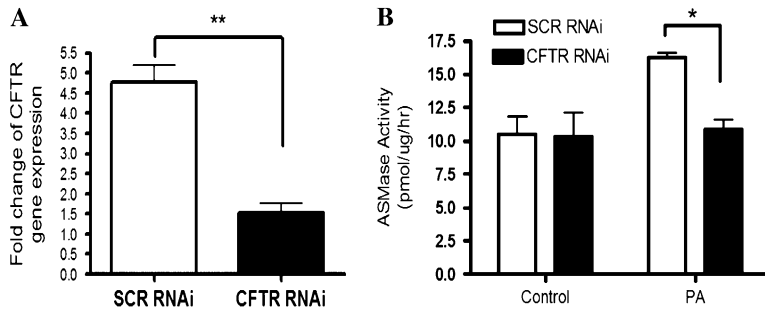 A
**
Fold change of CFTR
gene expression
5.5
5.0
4.5
4.0
3.5
3.0
2.5
2.0
1.5
1.0
0.5
0.0
SCR RNAi
CFTR RNAi
B
SCR RNAi
CFTR RNAi
*
ASMase Activity
(pmol/ug/hr)
17.5
15.0
12.5
10.0
7.5
5.0
2.5
0.0
Control
PA